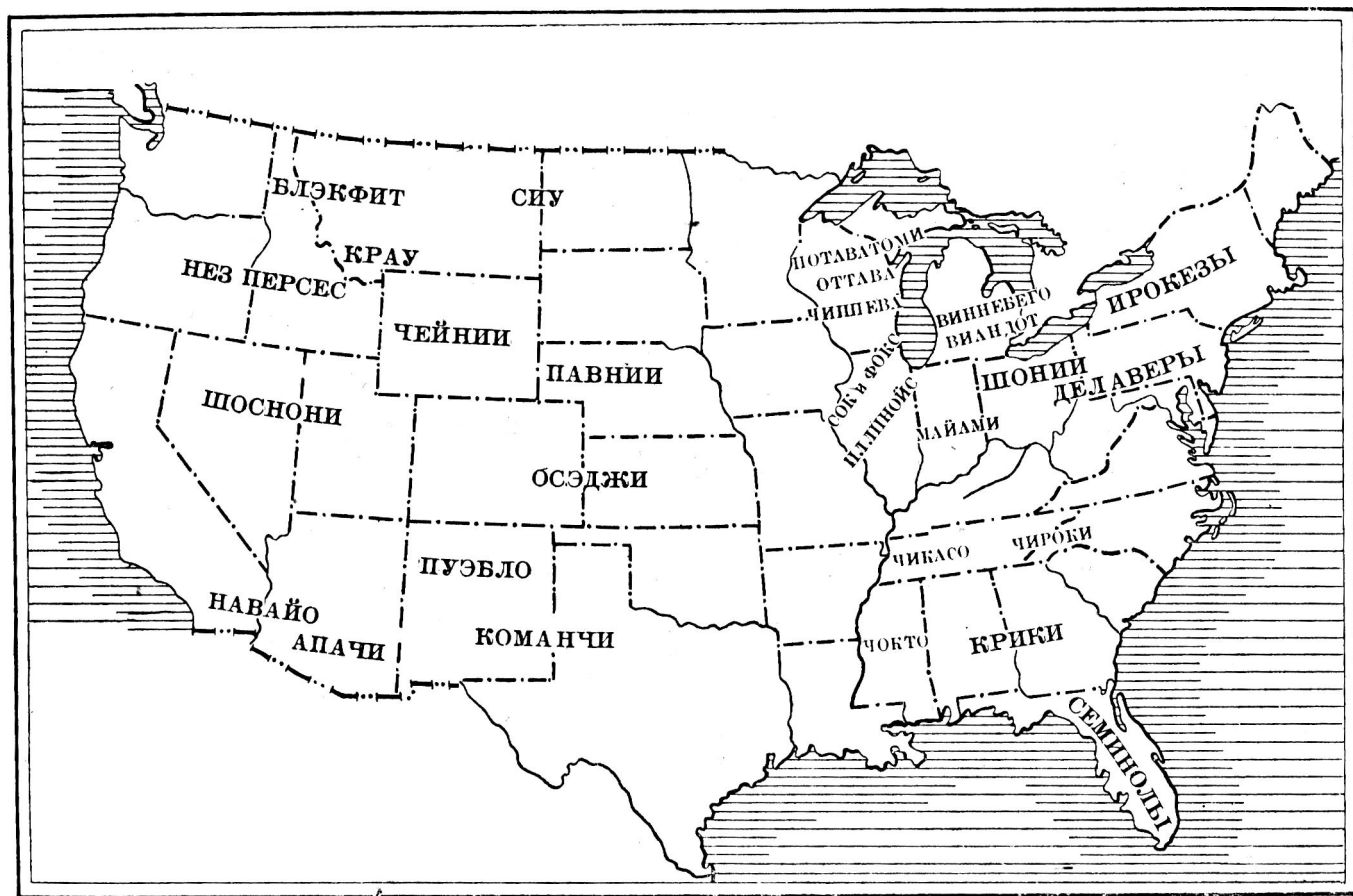 БЛЭКФИТ
СИУ
КРАУ
НЕЗ ПЕРСЕС
ЧЕЙНИИ
ШОСНОНИ
ПАВНИИ
ОСЭДЖИ
ПУЭБЛО
НАВАЙО
АПАЧИ
КОМАНЧИ
ПОТАВАТОМИ
ОТТАВА
ЧИППЕВА
ВИННЕБЕГО
ВИАНДОТ
СОК и ФОКС
ИЛЛИНОЙС
МАЙАМИ
ШОНИИ
ДЕЛАВЕРЫ
ИРОКЕЗЫ
ЧИКАСО
ЧИРОКИ
ЧОКТО
КРИКИ
СЕМИНОЛЫ